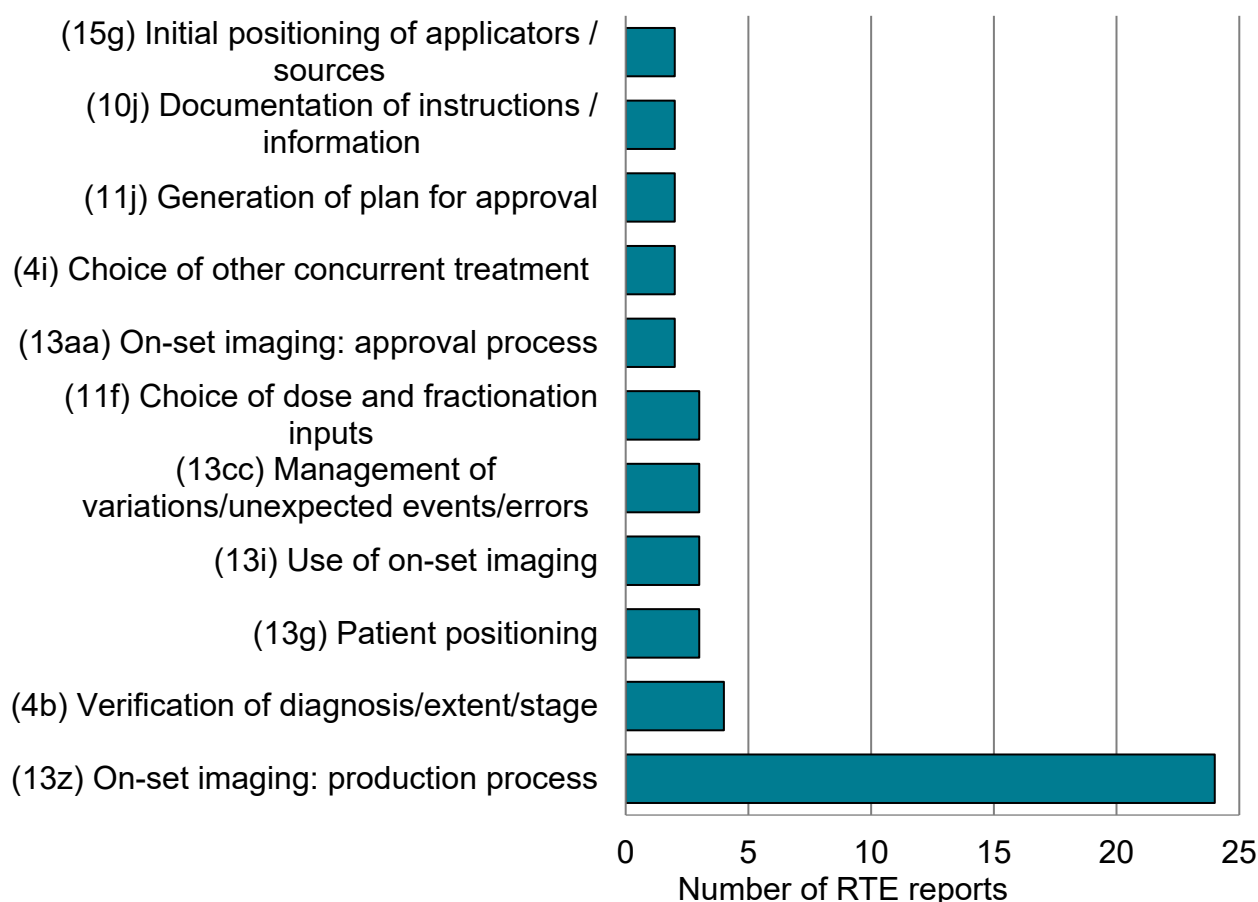 (15g) Initial positioning of applicators /
sources
(10j) Documentation of instructions /
information
(11j) Generation of plan for approval
(4i) Choice of other concurrent treatment
(13aa) On-set imaging: approval process
(11f) Choice of dose and fractionation
inputs
(13cc) Management of
variations/unexpected events/errors
(13i) Use of on-set imaging
(13g) Patient positioning
(4b) Verification of diagnosis/extent/stage
(13z) On-set imaging: production process
0 5 10 15 20 25
Number of RTE reports